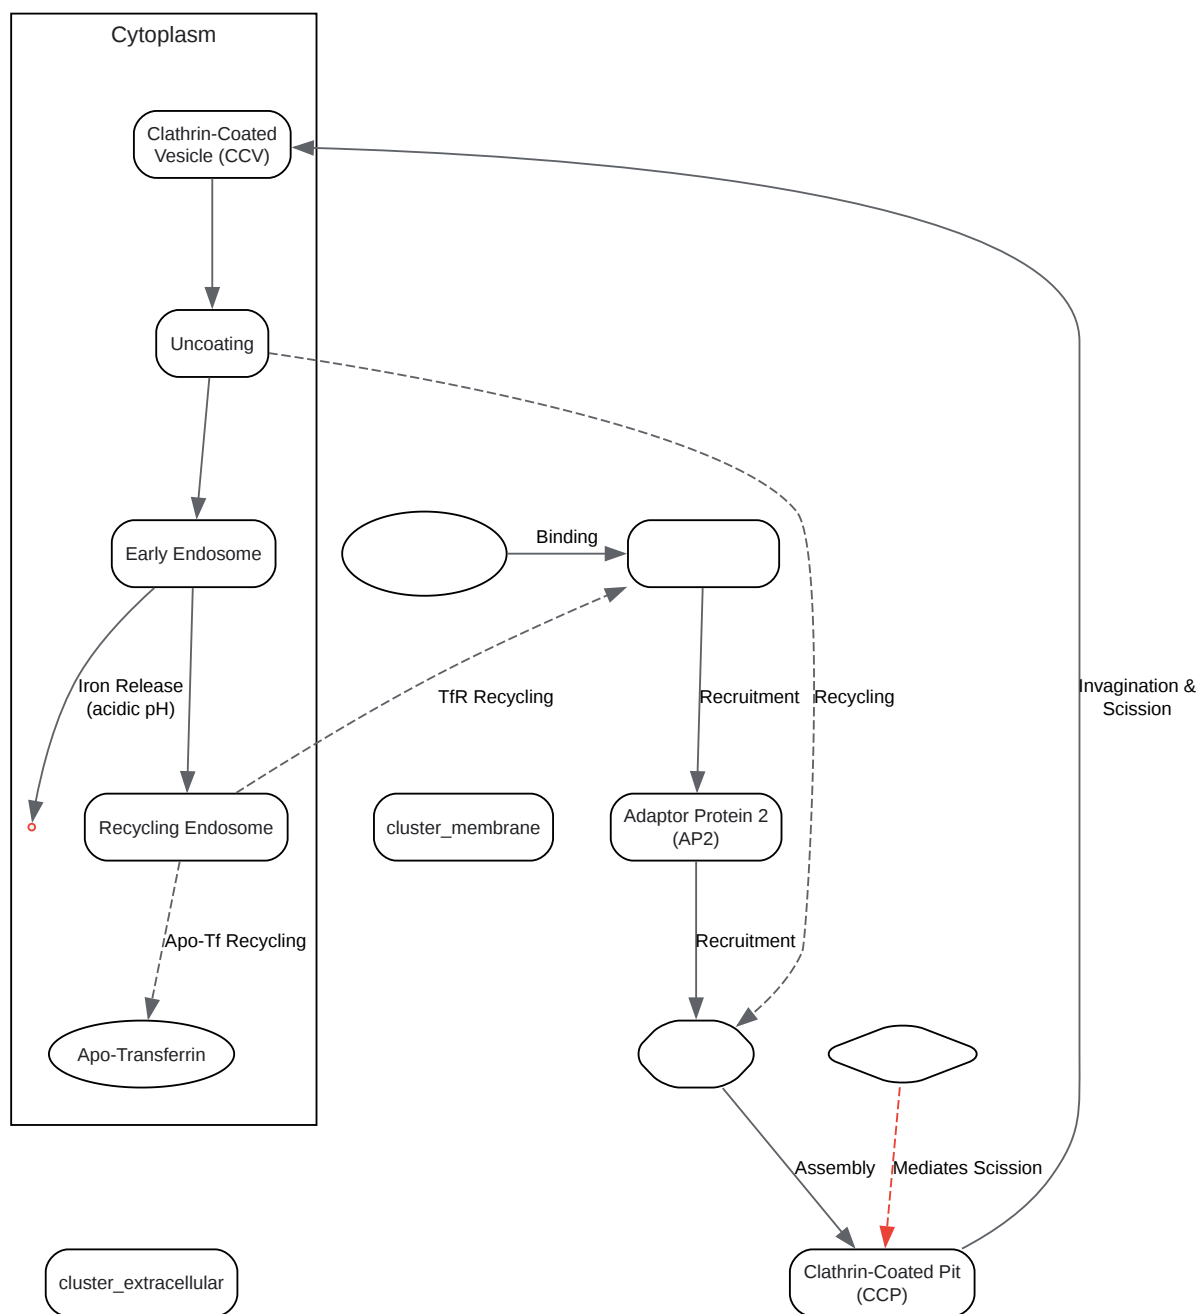 Cytoplasm
Clathrin-Coated
Vesicle (CCV)
Uncoating
Early Endosome
Binding
Iron Release
(acidic pH)
TfR Recycling
Recruitment
Recycling
Invagination &
Scission
Recycling Endosome
cluster_membrane
Adaptor Protein 2
(AP2)
Apo-Tf Recycling
Recruitment
Apo-Transferrin
Assembly
Mediates Scission
cluster_extracellular
Clathrin-Coated Pit
(CCP)